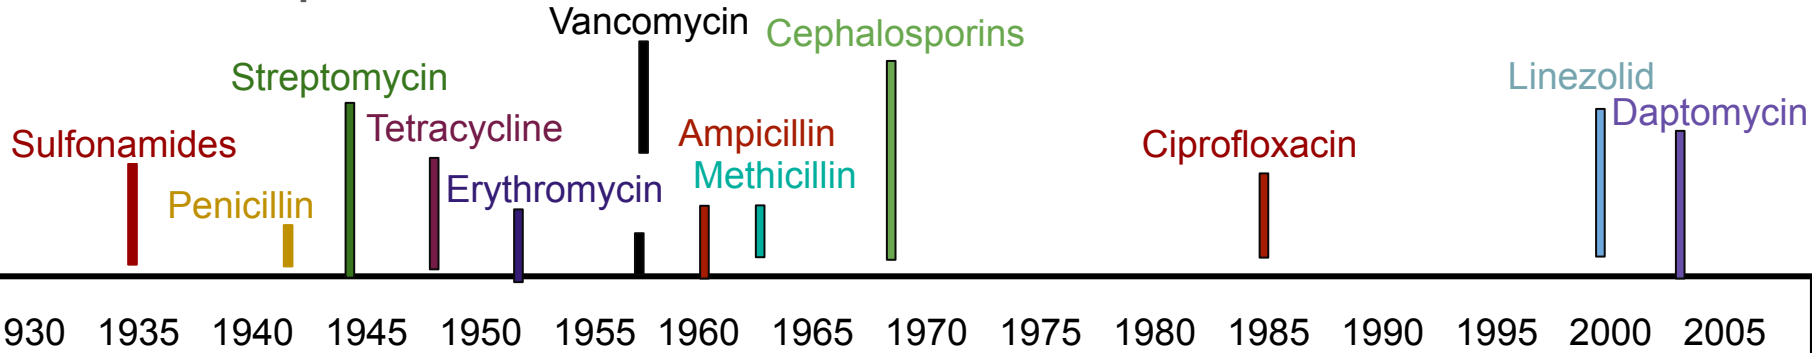 Vancomycin
Cephalosporins
Streptomycin
Linezolid
Daptomycin
Tetracycline
Ampicillin
Sulfonamides
Ciprofloxacin
Methicillin
Erythromycin
Penicillin
930 1935 1940 1945 1950 1955 1960 1965 1970 1975 1980 1985 1990 1995 2000 2005